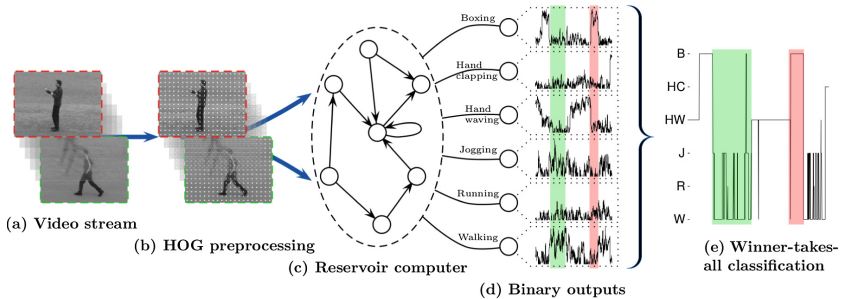 (a) Video stream
(b) HOG preprocessing
(c) Reservoir computer
Boxing
Hand
clapping
Hand
waving
Jogging
Running
Walking
(d) Binary outputs
B
HC
HW
J
R
W
(e) Winner-takes-
all classification